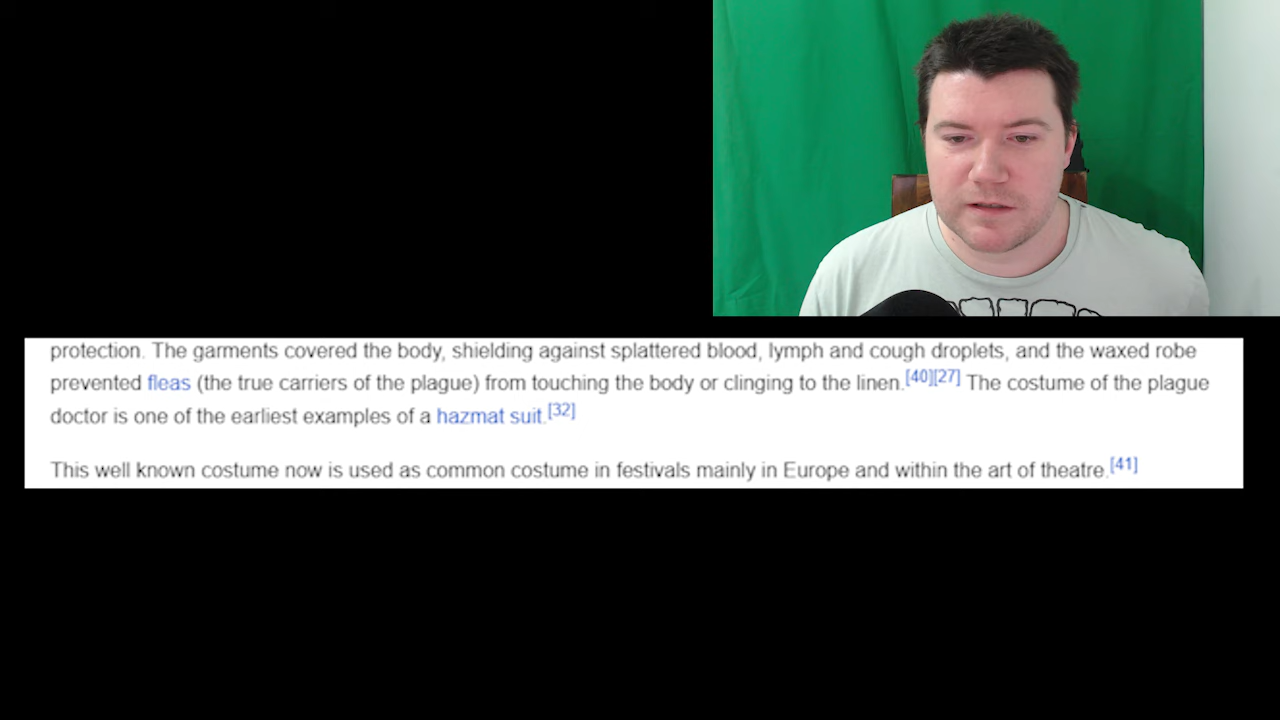 protection. The garments covered the body, shielding against splattered blood, lymph and cough droplets, and the waxed robe
prevented fleas (the true carriers of the plague) from touching the body or clinging to the linen.[40][27] The costume of the plague
doctor is one of the earliest examples of a hazmat suit.[32]
This well known costume now is used as common costume in festivals mainly in Europe and within the art of theatre.[41]